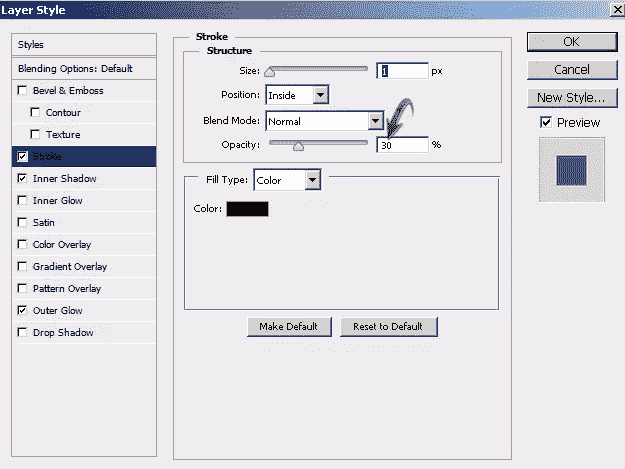 Layer Style
Styles
Blending Options: Default
Bevel & Emboss
Contour
Texture
Stroke
Inner Shadow
Inner Glow
Satin
Color Overlay
Gradient Overlay
Pattern Overlay
Outer Glow
Drop Shadow
Stroke
Structure
Size: 1 px
Position: Inside
Blend Mode: Normal
Opacity: 30 %
Fill Type: Color
Color:
Make Default Reset to Default
OK
Cancel
New Style...
Preview